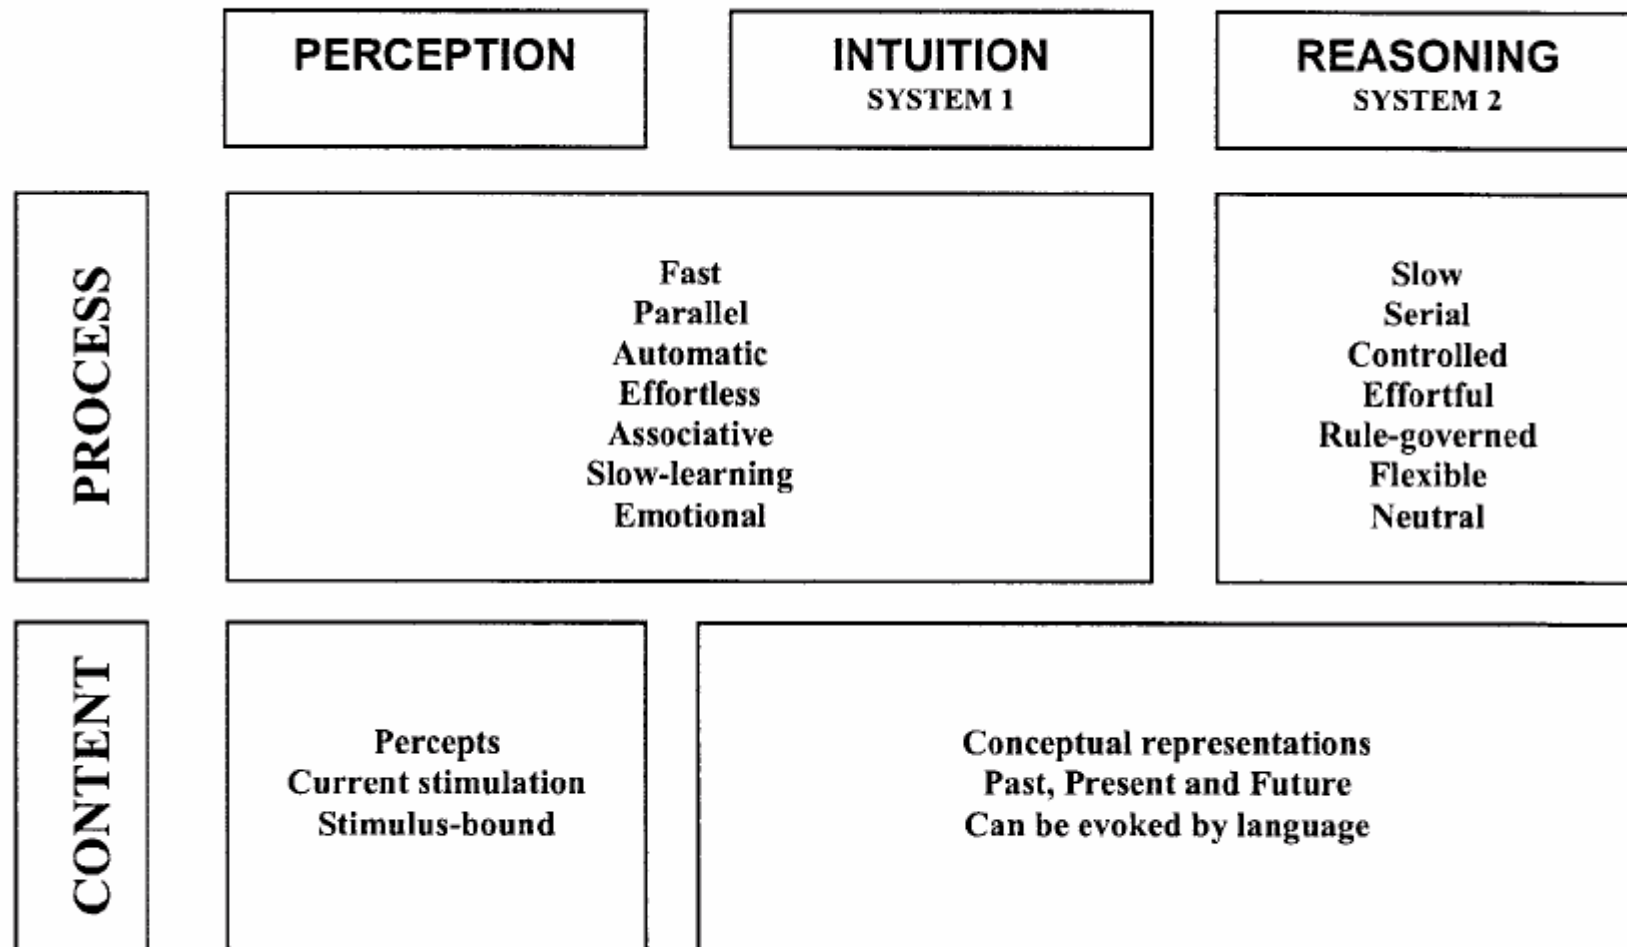 PERCEPTION
INTUITION
SYSTEM 1
REASONING
SYSTEM 2
PROCESS
Fast
Parallel
Automatic
Effortless
Associative
Slow-learning
Emotional
Slow
Serial
Controlled
Effortful
Rule-governed
Flexible
Neutral
CONTENT
Percepts
Current stimulation
Stimulus-bound
Conceptual representations
Past, Present and Future
Can be evoked by language